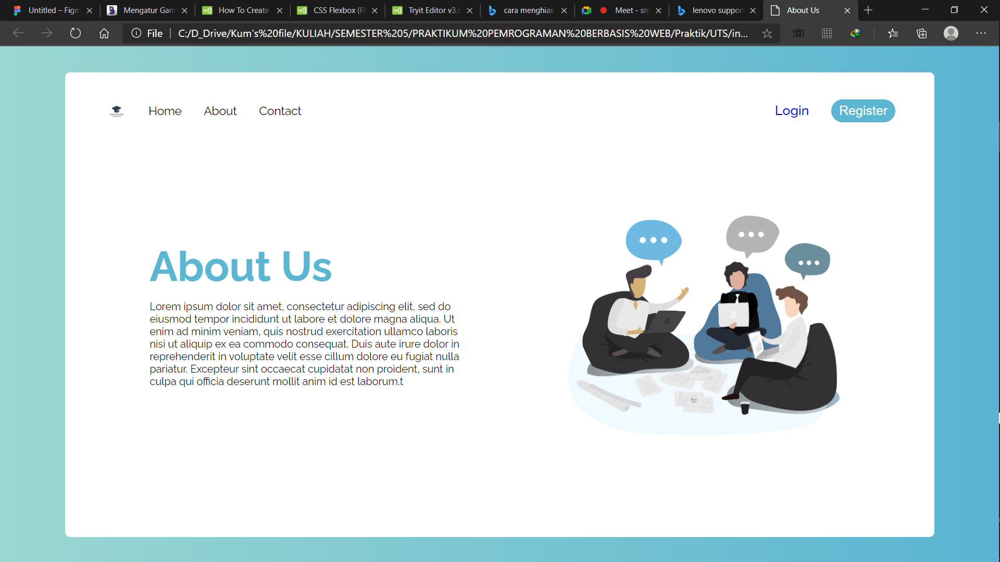 Untitled – Figm
Mengatur Gam
How To Create
CSS Flexbox (Fl
Tryit Editor v3.6
cara menghias
Meet - sm
lenovo support
About Us
File
C:/D_Drive/Kum's%20file/KULIAH/SEMESTER%205/PRAKTIKUM%20PEMROGRAMAN%20BERBASIS%20WEB/Praktik/UTS/in...
Home
About
Contact
Login
Register
About Us
Lorem ipsum dolor sit amet, consectetur adipiscing elit, sed do
eiusmod tempor incididunt ut labore et dolore magna aliqua. Ut
enim ad minim veniam, quis nostrud exercitation ullamco laboris
nisi ut aliquip ex ea commodo consequat. Duis aute irure dolor in
reprehenderit in voluptate velit esse cillum dolore eu fugiat nulla
pariatur. Excepteur sint occaecat cupidatat non proident, sunt in
culpa qui officia deserunt mollit anim id est laborum.t